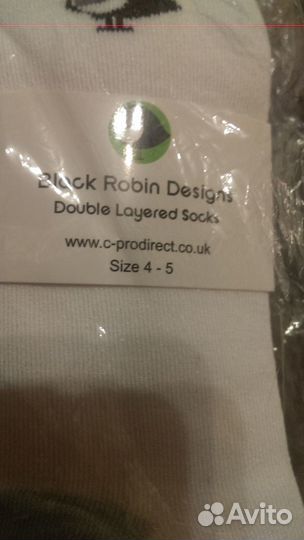 Black Robin Designs
Double Layered Socks
www.c-prodirect.co.uk
Size 4 - 5
Avito